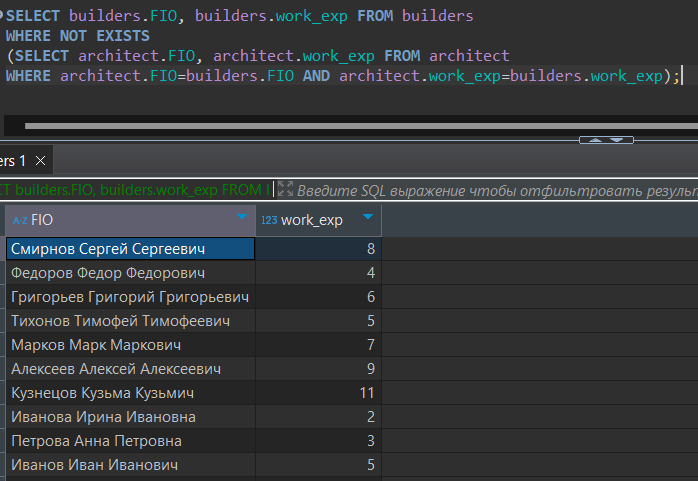 SELECT builders.FIO, builders.work_exp FROM builders
WHERE NOT EXISTS
(SELECT architect.FIO, architect.work_exp FROM architect
WHERE architect.FIO=builders.FIO AND architect.work_exp=builders.work_exp);
ers 1 ×
CT builders.FIO, builders.work_exp FROM Введите SQL выражение чтобы отфильтровать
A-Z FIO 123 work_exp
Смирнов Сергей Сергеевич 8
Федоров Федор Федорович 4
Григорьев Григорий Григорьевич 6
Тихонов Тимофей Тимофеевич 5
Марков Марк Маркович 7
Алексеев Алексей Алексеевич 9
Кузнецов Кузьма Кузьмич 11
Иванова Ирина Ивановна 2
Петрова Анна Петровна 3
Иванов Иван Иванович 5